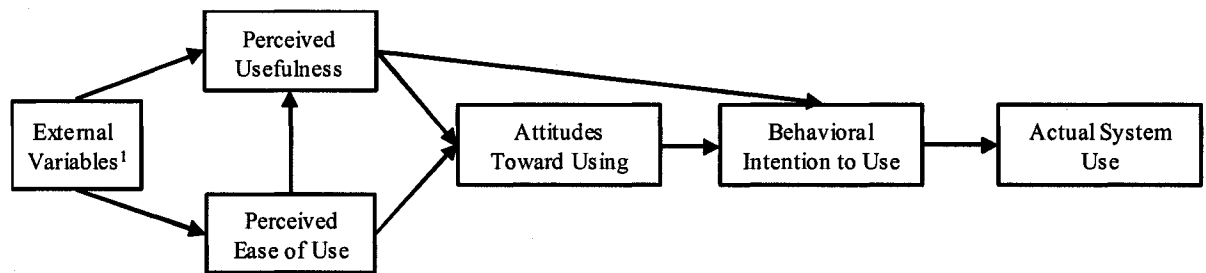 Perceived
Usefulness
External
Variables¹
Attitudes
Toward Using
Behavioral
Intention to Use
Actual System
Use
Perceived
Ease of Use